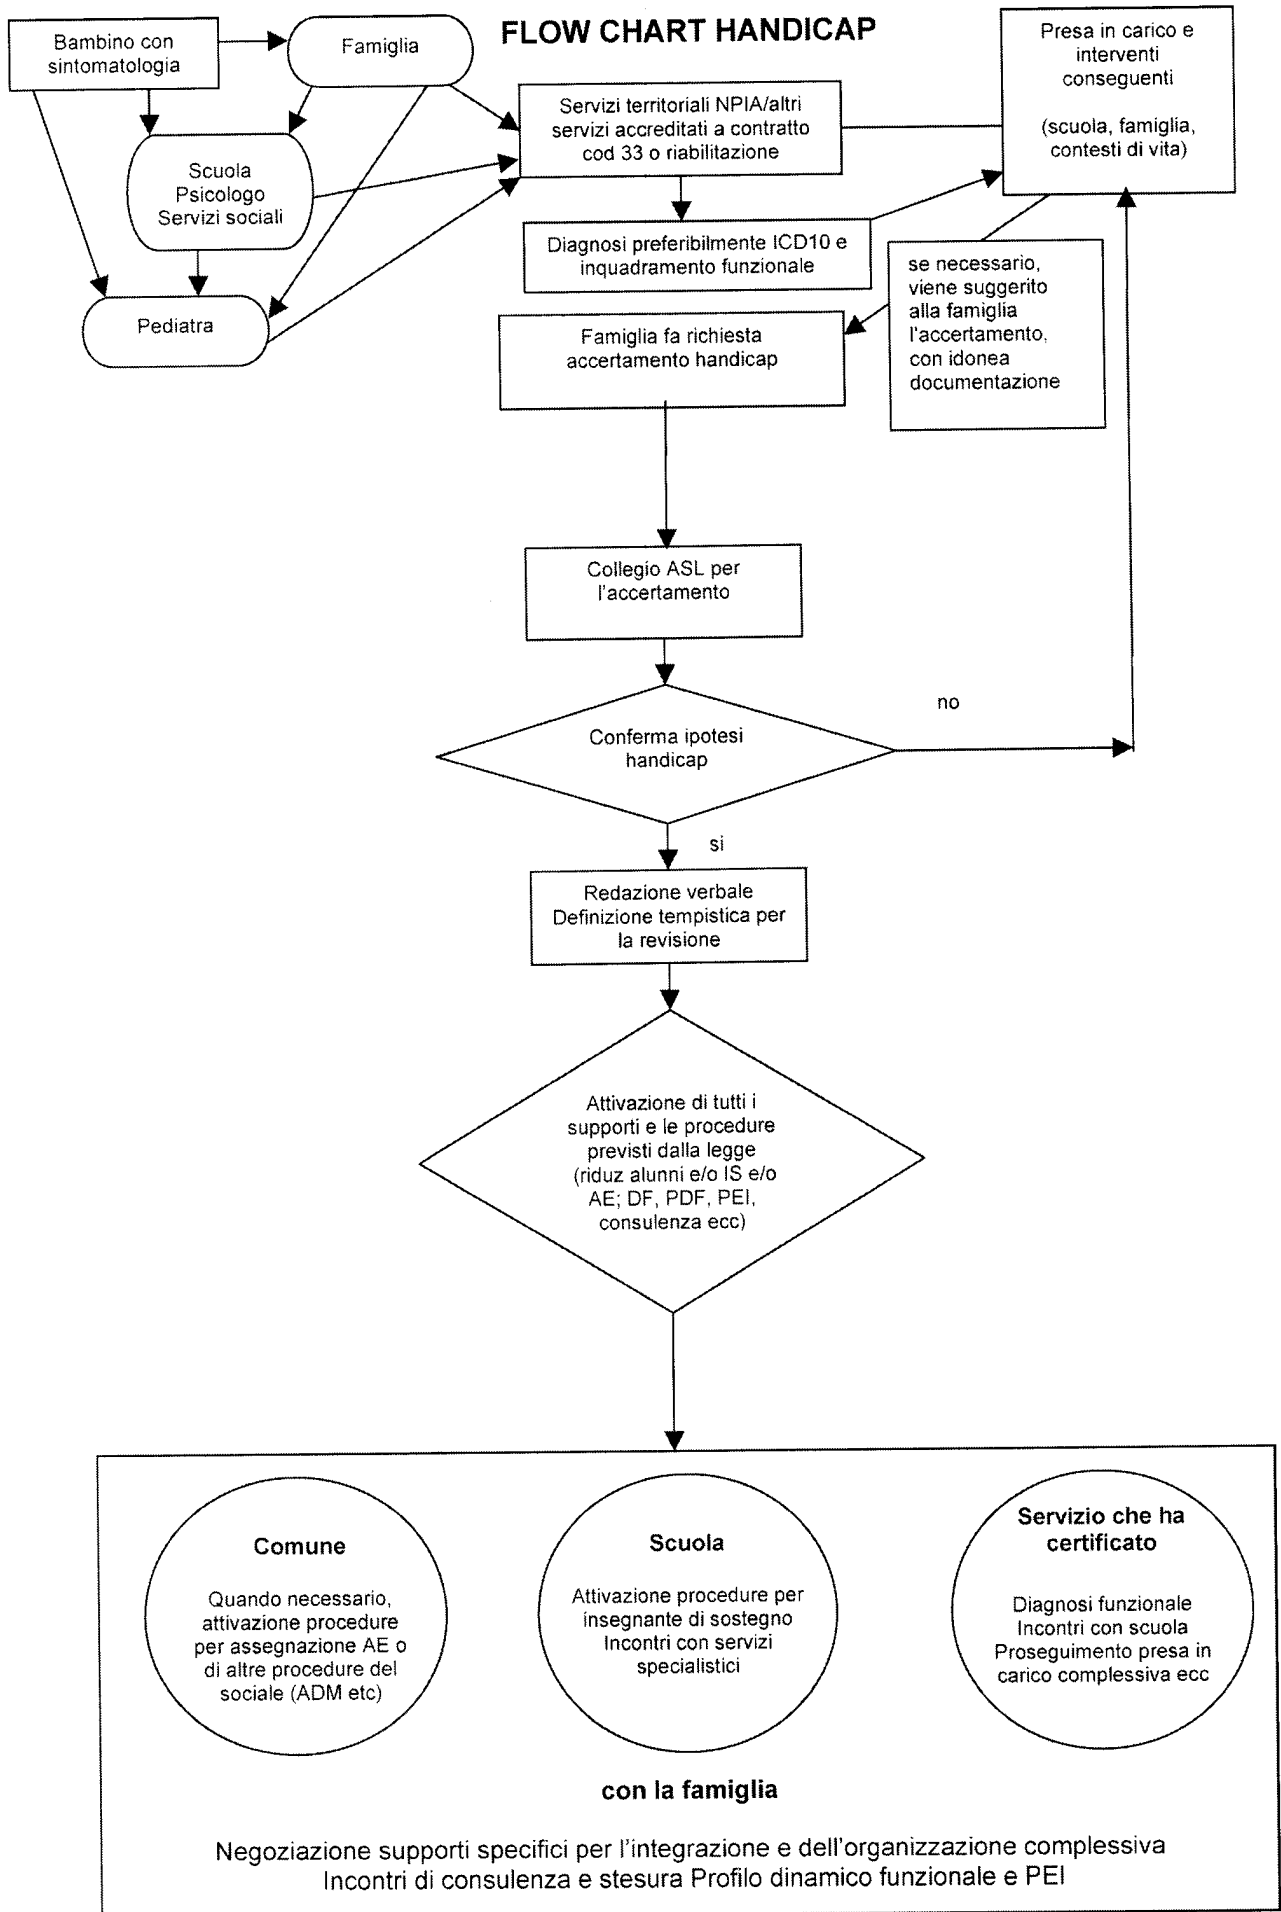 FLOW CHART HANDICAP
Bambino con
sintomatologia
Famiglia
Presa in carico e
interventi
conseguenti
(scuola, famiglia,
contesti di vita)
Servizi territoriali NPIA/altri
servizi accreditati a contratto
cod 33 o riabilitazione
Scuola
Psicologo
Servizi sociali
Diagnosi preferibilmente ICD10 e
inquadramento funzionale
se necessario,
viene suggerito
alla famiglia
l'accertamento,
con idonea
documentazione
Pediatra
Famiglia fa richiesta
accertamento handicap
Collegio ASL per
l'accertamento
Conferma ipotesi
handicap
no
si
Redazione verbale
Definizione tempistica per
la revisione
Attivazione di tutti i
supporti e le procedure
previsti dalla legge
(riduz alunni e/o IS e/o
AE; DF, PDF, PEI,
consulenza ecc)
Comune
Quando necessario,
attivazione procedure
per assegnazione AE o
di altre procedure del
sociale (ADM etc)
Scuola
Attivazione procedure per
insegnante di sostegno
Incontri con servizi
specialistici
Servizio che ha
certificato
Diagnosi funzionale
Incontri con scuola
Proseguimento presa in
carico complessiva ecc
con la famiglia
Negoziazione supporti specifici per l'integrazione e dell'organizzazione complessiva
Incontri di consulenza e stesura Profilo dinamico funzionale e PEI